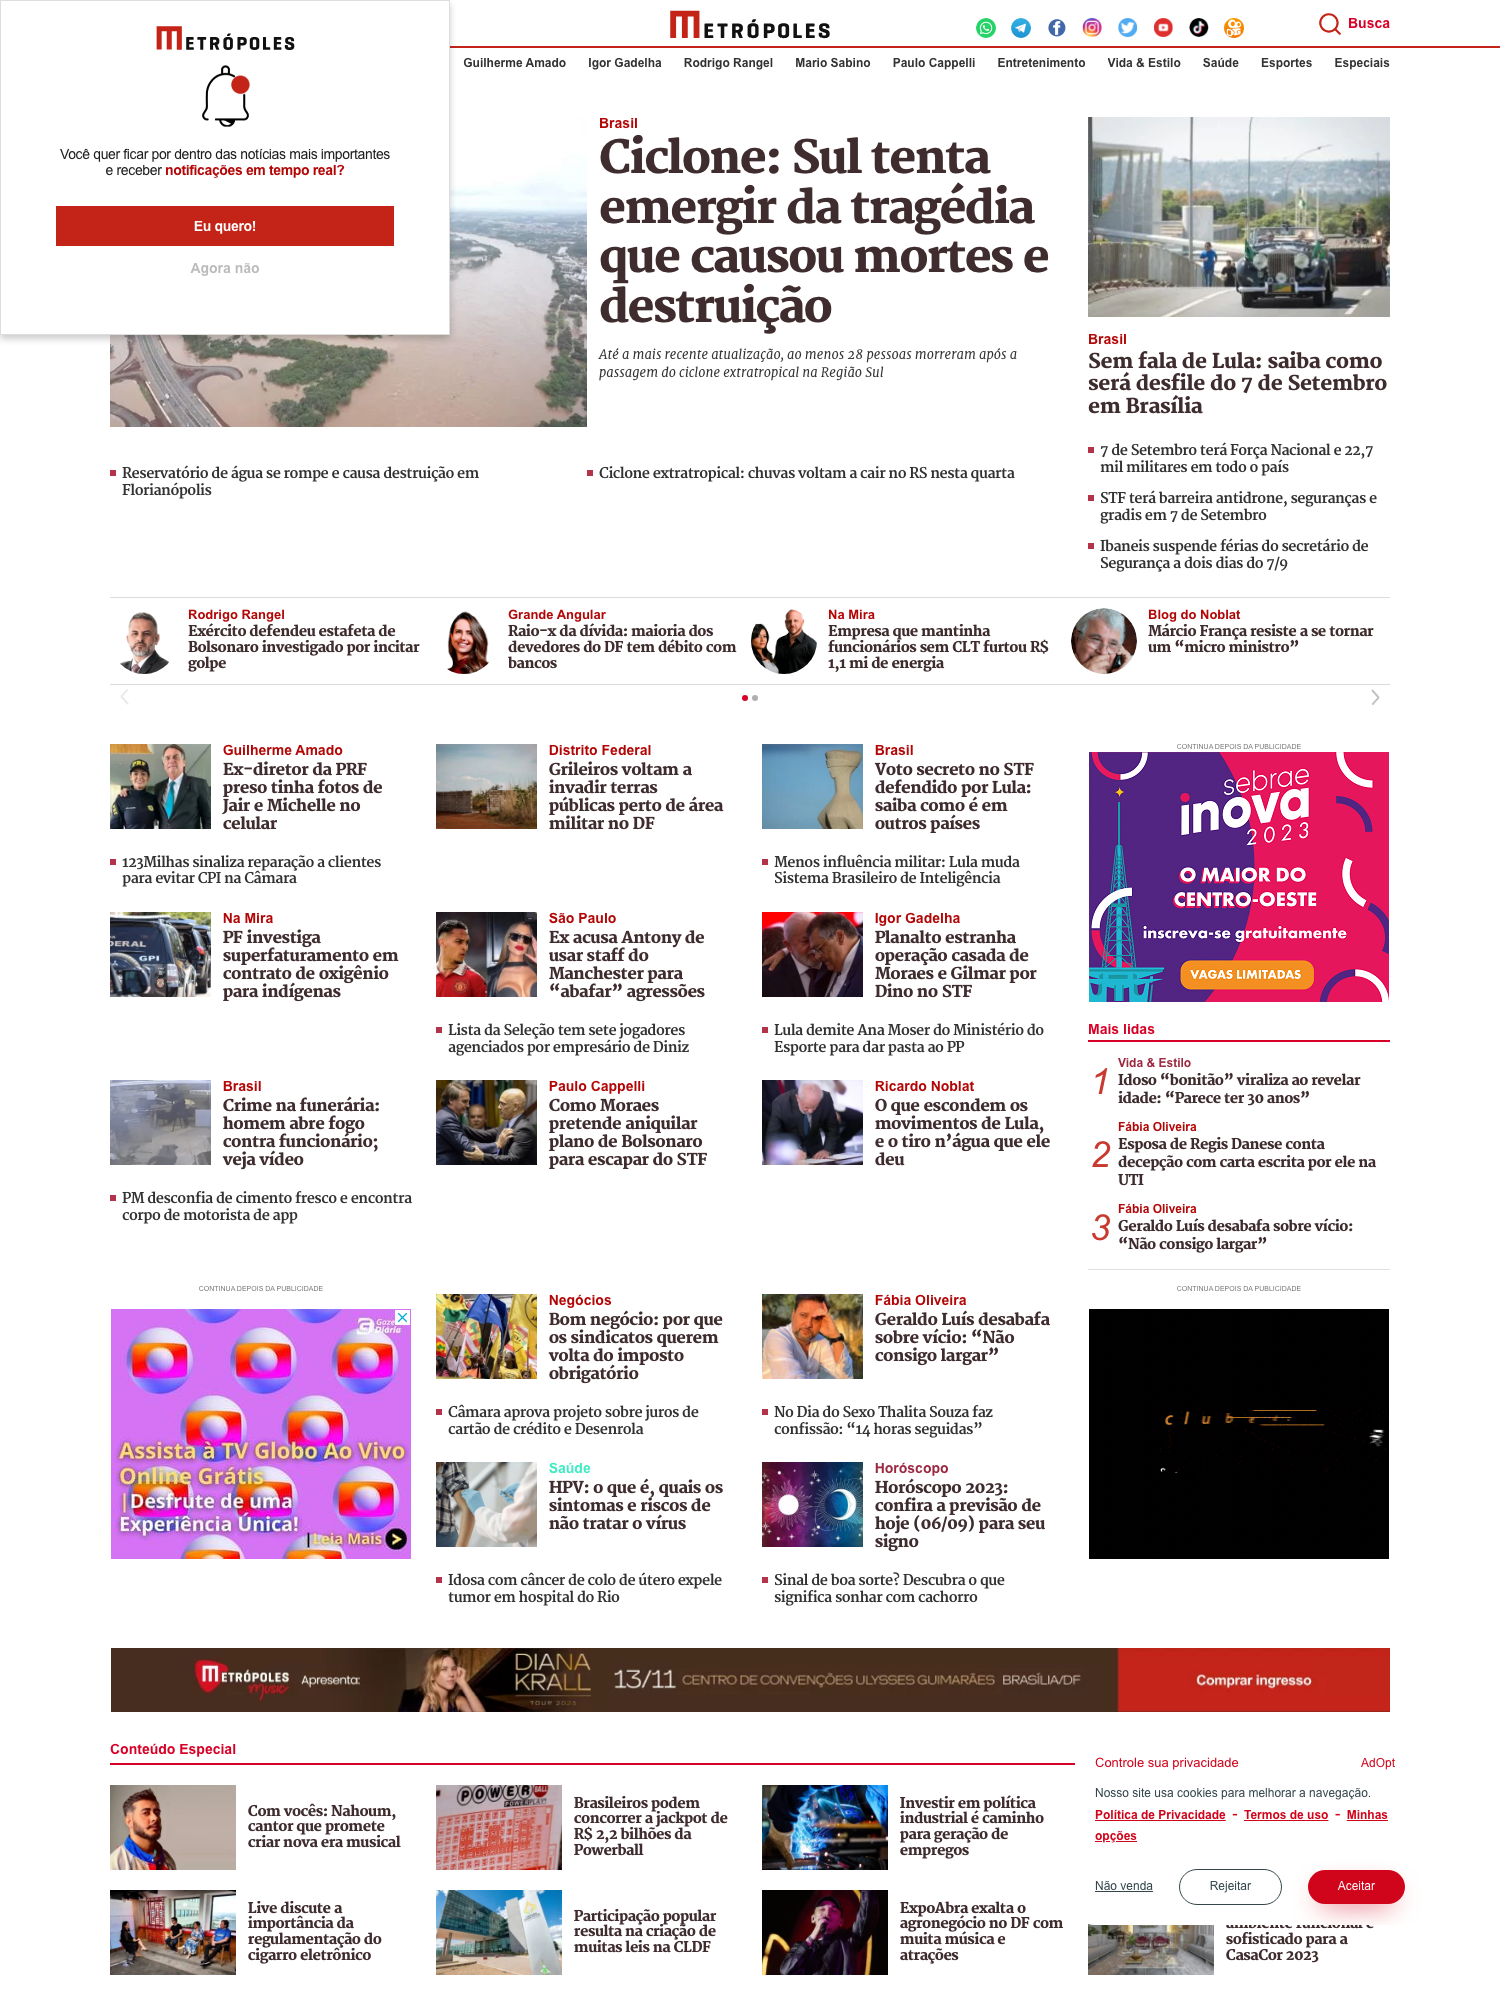 METRÓPOLES
Você quer ficar por dentro das notícias mais importantes
e receber notificações em tempo real?
Eu quero!
Agora não
METRÓPOLES
Busca
Guilherme Amado
Igor Gadelha
Rodrigo Rangel
Mario Sabino
Paulo Cappelli
Entretenimento
Vida & Estilo
Saúde
Esportes
Especiais
Brasil
Ciclone: Sul tenta
emergir da tragédia
que causou mortes e
destruição
Até a mais recente atualização, ao menos 28 pessoas morreram após a
passagem do ciclone extratropical na Região Sul
Reservatório de água se rompe e causa destruição em
Florianópolis
Ciclone extratropical: chuvas voltam a cair no RS nesta quarta
Brasil
Sem fala de Lula: saiba como
será desfile do 7 de Setembro
em Brasília
7 de Setembro terá Força Nacional e 22,7
mil militares em todo o país
STF terá barreira antidrone, seguranças e
gradis em 7 de Setembro
Ibaneis suspende férias do secretário de
Segurança a dois dias do 7/9
Rodrigo Rangel
Exército defendeu estafeta de
Bolsonaro investigado por incitar
golpe
Grande Angular
Raio-x da dívida: maioria dos
devedores do DF tem débito com
bancos
Na Mira
Empresa que mantinha
funcionários sem CLT furtou R$
1,1 mi de energia
Blog do Noblat
Márcio França resiste a se tornar
um “micro ministro”
Guilherme Amado
Ex-diretor da PRF
preso tinha fotos de
Jair e Michelle no
celular
123Milhas sinaliza reparação a clientes
para evitar CPI na Câmara
Distrito Federal
Grileiros voltam a
invadir terras
públicas perto de área
militar no DF
Brasil
Voto secreto no STF
defendido por Lula:
saiba como é em
outros países
Menos influência militar: Lula muda
Sistema Brasileiro de Inteligência
CONTINUA DEPOIS DA PUBLICIDADE
sebrae
inova
2023
O MAIOR DO
CENTRO-OESTE
inscreva-se gratuitamente
VAGAS LIMITADAS
Na Mira
PF investiga
superfaturamento em
contrato de oxigênio
para indígenas
DERAL
GPI
São Paulo
Ex acusa Antony de
usar staff do
Manchester para
“abafar” agressões
Lista da Seleção tem sete jogadores
agenciados por empresário de Diniz
Igor Gadelha
Planalto estranha
operação casada de
Moraes e Gilmar por
Dino no STF
Lula demite Ana Moser do Ministério do
Esporte para dar pasta ao PP
Mais lidas
1
Vida & Estilo
Idoso “bonitão” viraliza ao revelar
idade: “Parece ter 30 anos”
2
Fábia Oliveira
Esposa de Regis Danese conta
decepção com carta escrita por ele na
UTI
3
Fábia Oliveira
Geraldo Luís desabafa sobre vício:
“Não consigo largar”
Brasil
Crime na funerária:
homem abre fogo
contra funcionário;
veja vídeo
PM desconfia de cimento fresco e encontra
corpo de motorista de app
Paulo Cappelli
Como Moraes
pretende aniquilar
plano de Bolsonaro
para escapar do STF
Ricardo Noblat
O que escondem os
movimentos de Lula,
e o tiro n’água que ele
deu
CONTINUA DEPOIS DA PUBLICIDADE
Gazeta
Diária
Assista à TV Globo Ao Vivo
Online Grátis
|Desfrute de uma
Experiência Única!
|Leia Mais
Negócios
Bom negócio: por que
os sindicatos querem
volta do imposto
obrigatório
Câmara aprova projeto sobre juros de
cartão de crédito e Desenrola
Fábia Oliveira
Geraldo Luís desabafa
sobre vício: “Não
consigo largar”
No Dia do Sexo Thalita Souza faz
confissão: “14 horas seguidas”
CONTINUA DEPOIS DA PUBLICIDADE
Saúde
HPV: o que é, quais os
sintomas e riscos de
não tratar o vírus
Idosa com câncer de colo de útero expele
tumor em hospital do Rio
Horóscopo
Horóscopo 2023:
confira a previsão de
hoje (06/09) para seu
signo
Sinal de boa sorte? Descubra o que
significa sonhar com cachorro
METRÓPOLES
Music
Apresenta:
DIANA
KRALL
TOUR 2023
13/11 CENTRO DE CONVENÇÕES ULYSSES GUIMARÃES BRASÍLIA/DF
Comprar ingresso
Conteúdo Especial
Com vocês: Nahoum,
cantor que promete
criar nova era musical
POWERBALL
POWERPLAY
Brasileiros podem
concorrer a jackpot de
R$ 2,2 bilhões da
Powerball
Investir em política
industrial é caminho
para geração de
empregos
Live discute a
importância da
regulamentação do
cigarro eletrônico
Participação popular
resulta na criação de
muitas leis na CLDF
ExpoAbra exalta o
agronegócio no DF com
muita música e
atrações
ambiente funcional e
sofisticado para a
CasaCor 2023
Controle sua privacidade
AdOpt
Nosso site usa cookies para melhorar a navegação.
Política de Privacidade - Termos de uso - Minhas
opções
Não venda
Rejeitar
Aceitar